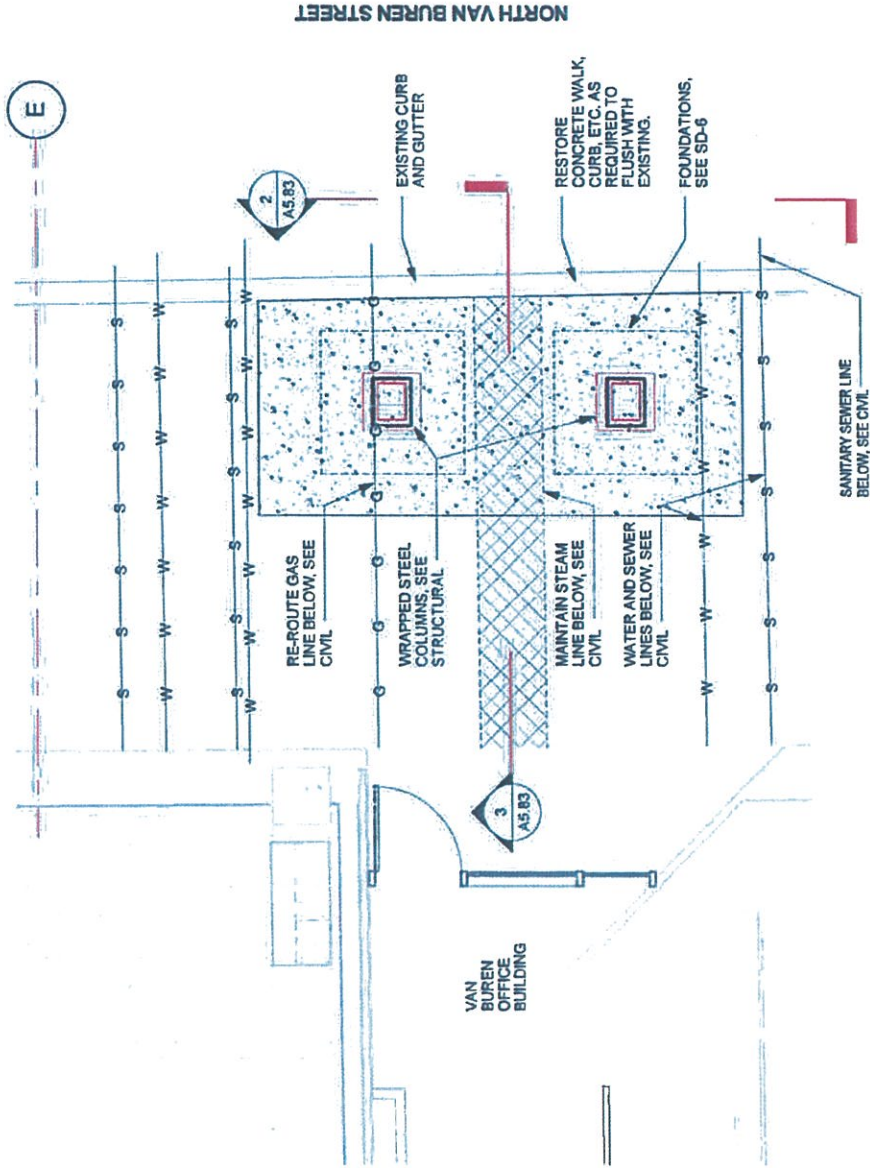 NORTH VAN BUREN STREET
E
2
A5.83
EXISTING CURB
AND GUTTER
RESTORE
CONCRETE WALK,
CURB, ETC. AS
REQUIRED TO
FLUSH WITH
EXISTING.
FOUNDATIONS,
SEE SD-6
S S S S S
W W W W W
S S S S S
W W W W W
G G G G G G
RE-ROUTE GAS
LINE BELOW, SEE
CIVIL
WRAPPED STEEL
COLUMNS, SEE
STRUCTURAL
MAINTAIN STEAM
LINE BELOW, SEE
CIVIL
WATER AND SEWER
LINES BELOW, SEE
CIVIL
W W W W W W
S S S S S S S
SANITARY SEWER LINE
BELOW, SEE CIVIL
3
A5.83
VAN
BUREN
OFFICE
BUILDING